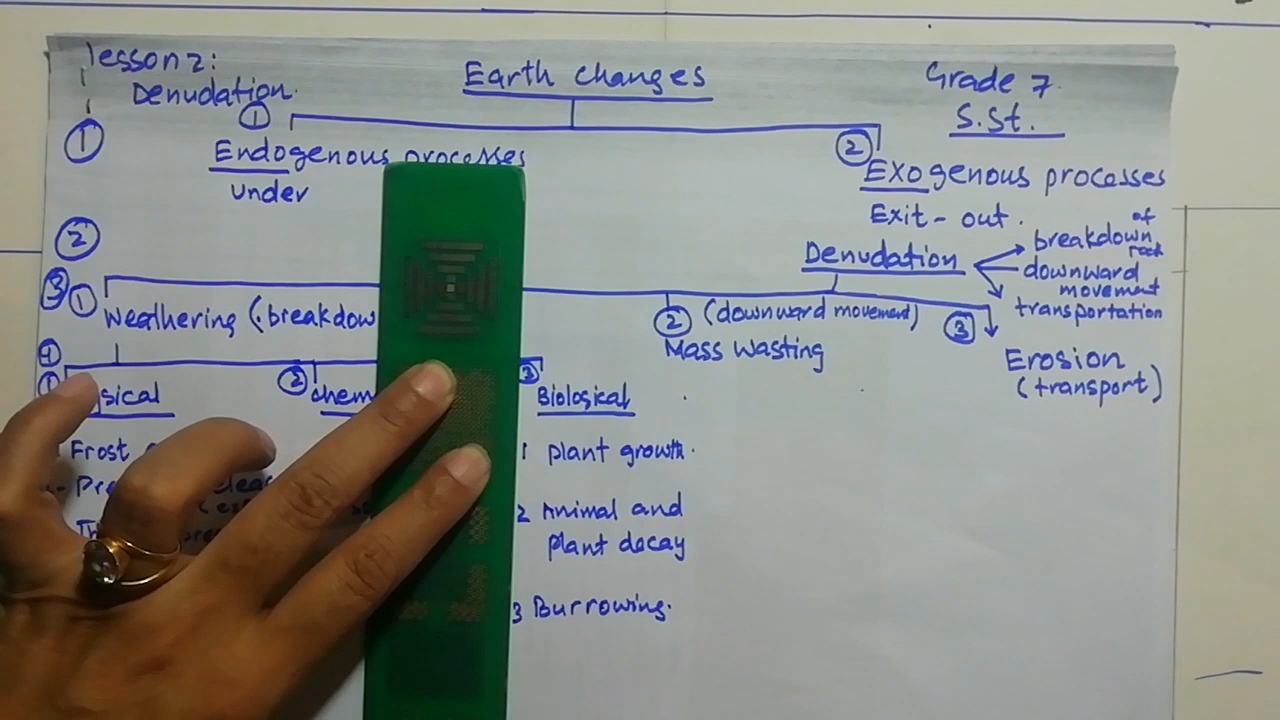 lesson 2:
Denudation.
Earth changes
Grade 7.
S.St.
1
1
Endogenous processes
under
2
Exogenous processes
Exit - out.
2
Denudation
breakdown of rock
downward movement
transportation
3
1
Weathering (breakdow
2
(downward movement)
Mass Wasting
3
Erosion
(transport)
4
1
sical
2
chem
3
Biological
Frost
1 plant growth.
2 Animal and
plant decay
3 Burrowing.